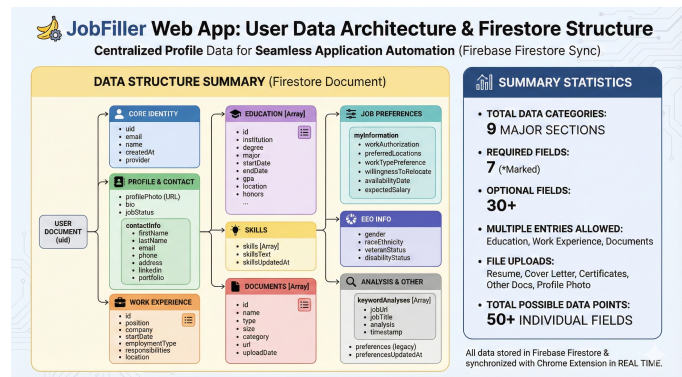 JobFiller Web App: User Data Architecture & Firestore Structure
Centralized Profile Data for Seamless Application Automation (Firebase Firestore Sync)
DATA STRUCTURE SUMMARY (Firestore Document)
USER
DOCUMENT
(uid)
CORE IDENTITY
• uid
• email
• name
• createdAt
• provider
PROFILE & CONTACT
• profilePhoto (URL)
• bio
• jobStatus
contactInfo
• firstName
• lastName
• email
• phone
• address
• linkedin
• portfolio
WORK EXPERIENCE
• id
• position
• company
• startDate
• employmentType
• responsibilities
• location
EDUCATION [Array]
• id
• institution
• degree
• major
• startDate
• endDate
• gpa
• location
• honors
...
SKILLS
• skills [Array]
• skillsText
• skillsUpdatedAt
DOCUMENTS [Array]
• id
• name
• type
• size
• category
• url
• uploadDate
JOB PREFERENCES
myInformation
• workAuthorization
• preferredLocations
• workTypePreference
• willingnessToRelocate
• availabilityDate
• expectedSalary
EEO INFO
• gender
• raceEthnicity
• veteranStatus
• disabilityStatus
ANALYSIS & OTHER
keywordAnalyses [Array]
• jobUrl
• jobTitle
• analysis
• timestamp
• preferences (legacy)
• preferencesUpdatedAt
SUMMARY STATISTICS
• TOTAL DATA CATEGORIES:
9 MAJOR SECTIONS
• REQUIRED FIELDS:
7 (*Marked)
• OPTIONAL FIELDS:
30+
• MULTIPLE ENTRIES ALLOWED:
Education, Work Experience, Documents
• FILE UPLOADS:
Resume, Cover Letter, Certificates,
Other Docs, Profile Photo
• TOTAL POSSIBLE DATA POINTS:
50+ INDIVIDUAL FIELDS
All data stored in Firebase Firestore &
synchronized with Chrome Extension in REAL TIME.